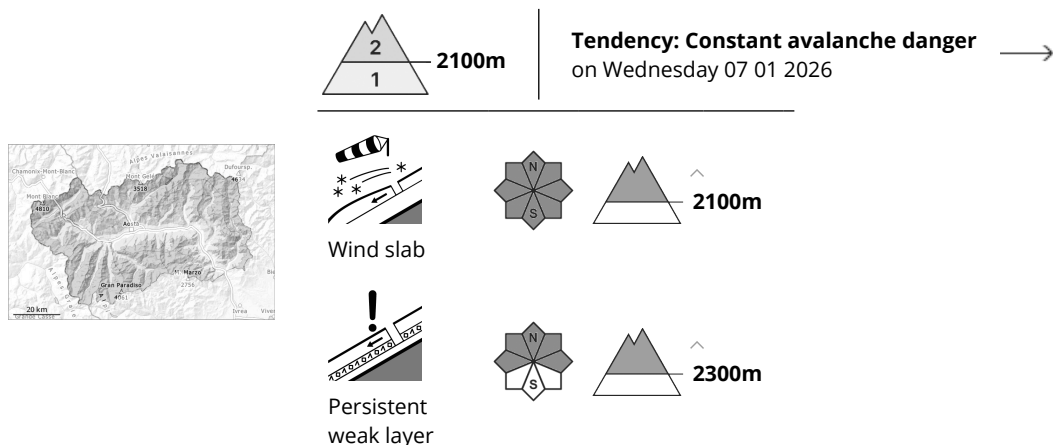 2
1
2100m
Tendency: Constant avalanche danger
on Wednesday 07 01 2026
Alpes Valaisannes
Chamonix-Mont-Blanc
Mont Gelé
3518
Dufoursp.
4634
Mont Blanc
4810
Aosta
M. Marzo
2756
Gran Paradiso
4061
Ivrea
20 km
Grande Casse
N
S
2100m
Wind slab
N
S
2300m
Persistent
weak layer